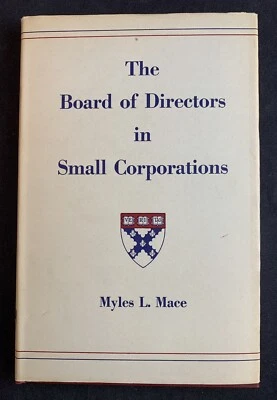 The
Board of Directors
in
Small Corporations
Myles L. Mace